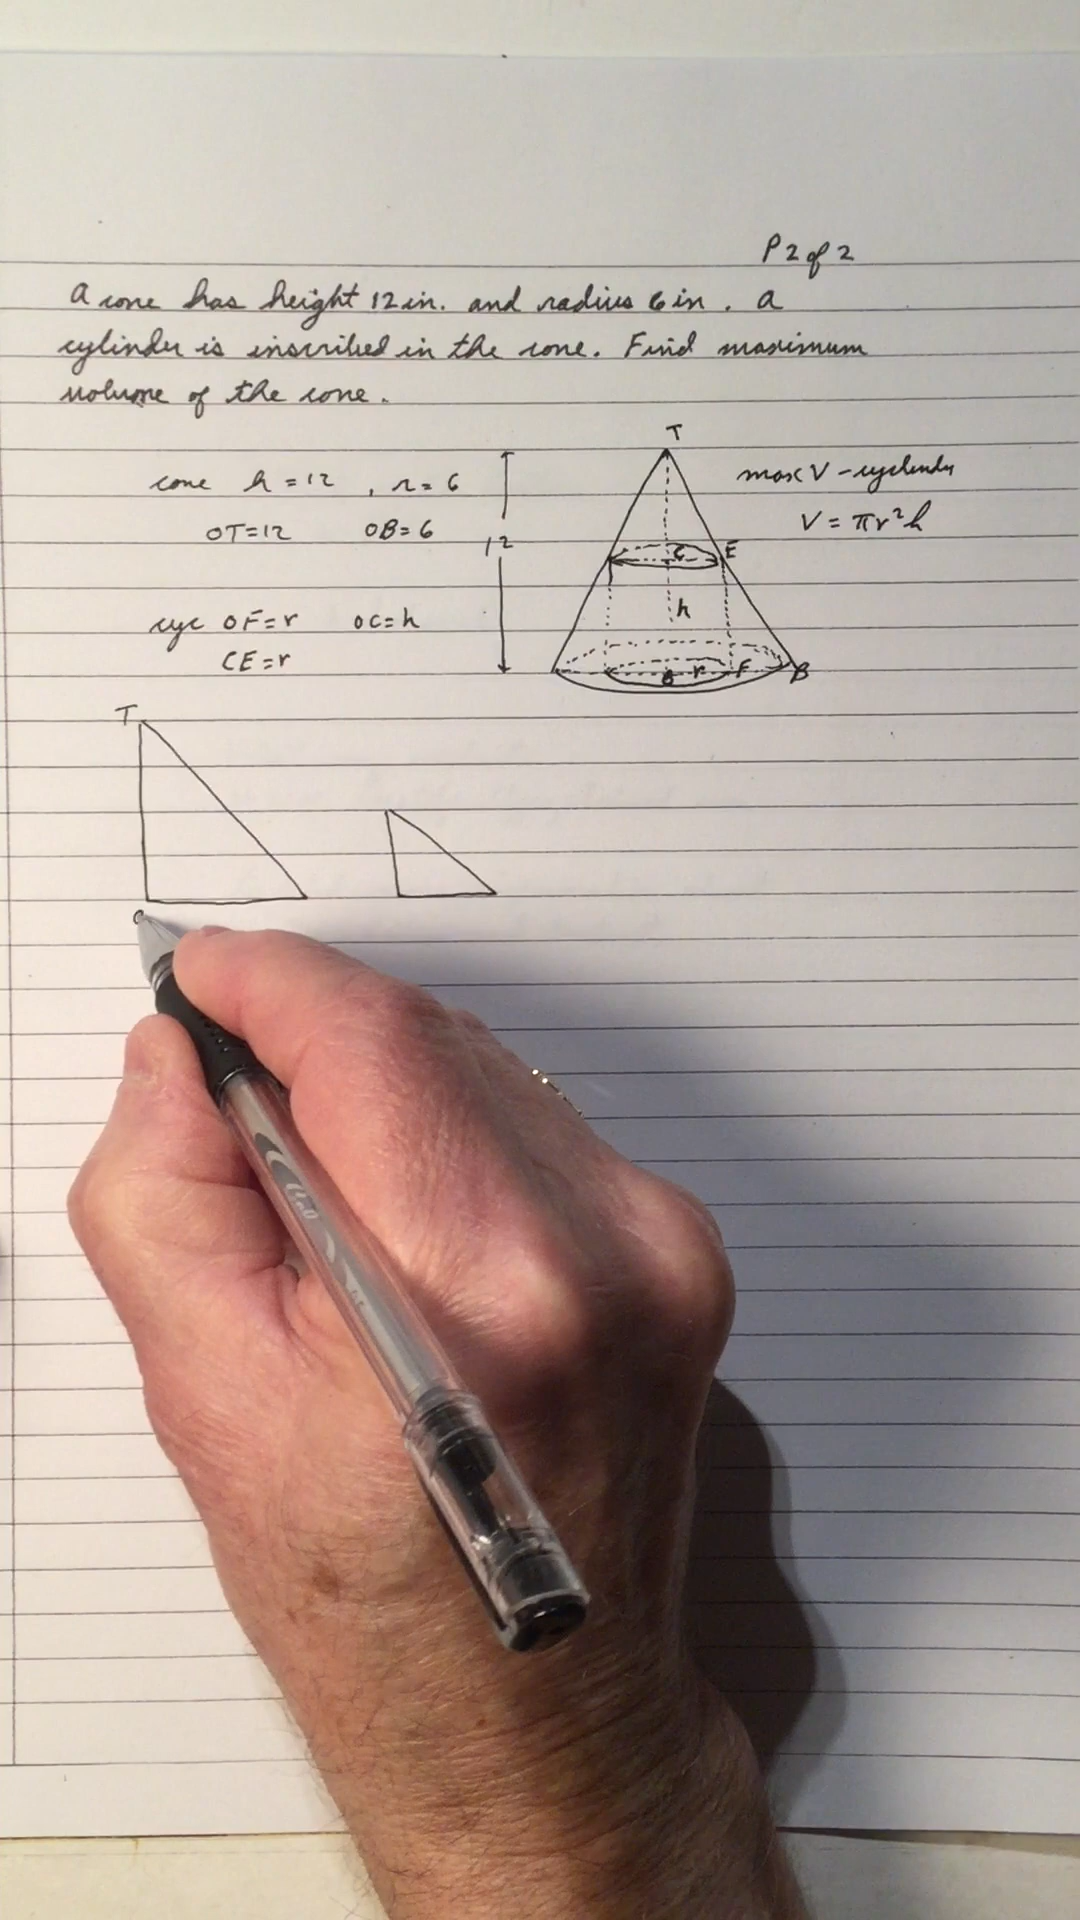 P 2 of 2
A cone has height 12 in. and radius 6 in. A
cylinder is inscribed in the cone. Find maximum
volume of the cone.
T
cone h = 12 , r = 6
max V - cylinder
OT=12 OB=6
V = πr²h
12
C E
cyc OF=r OC=h
h
CE=r
O r F B
T